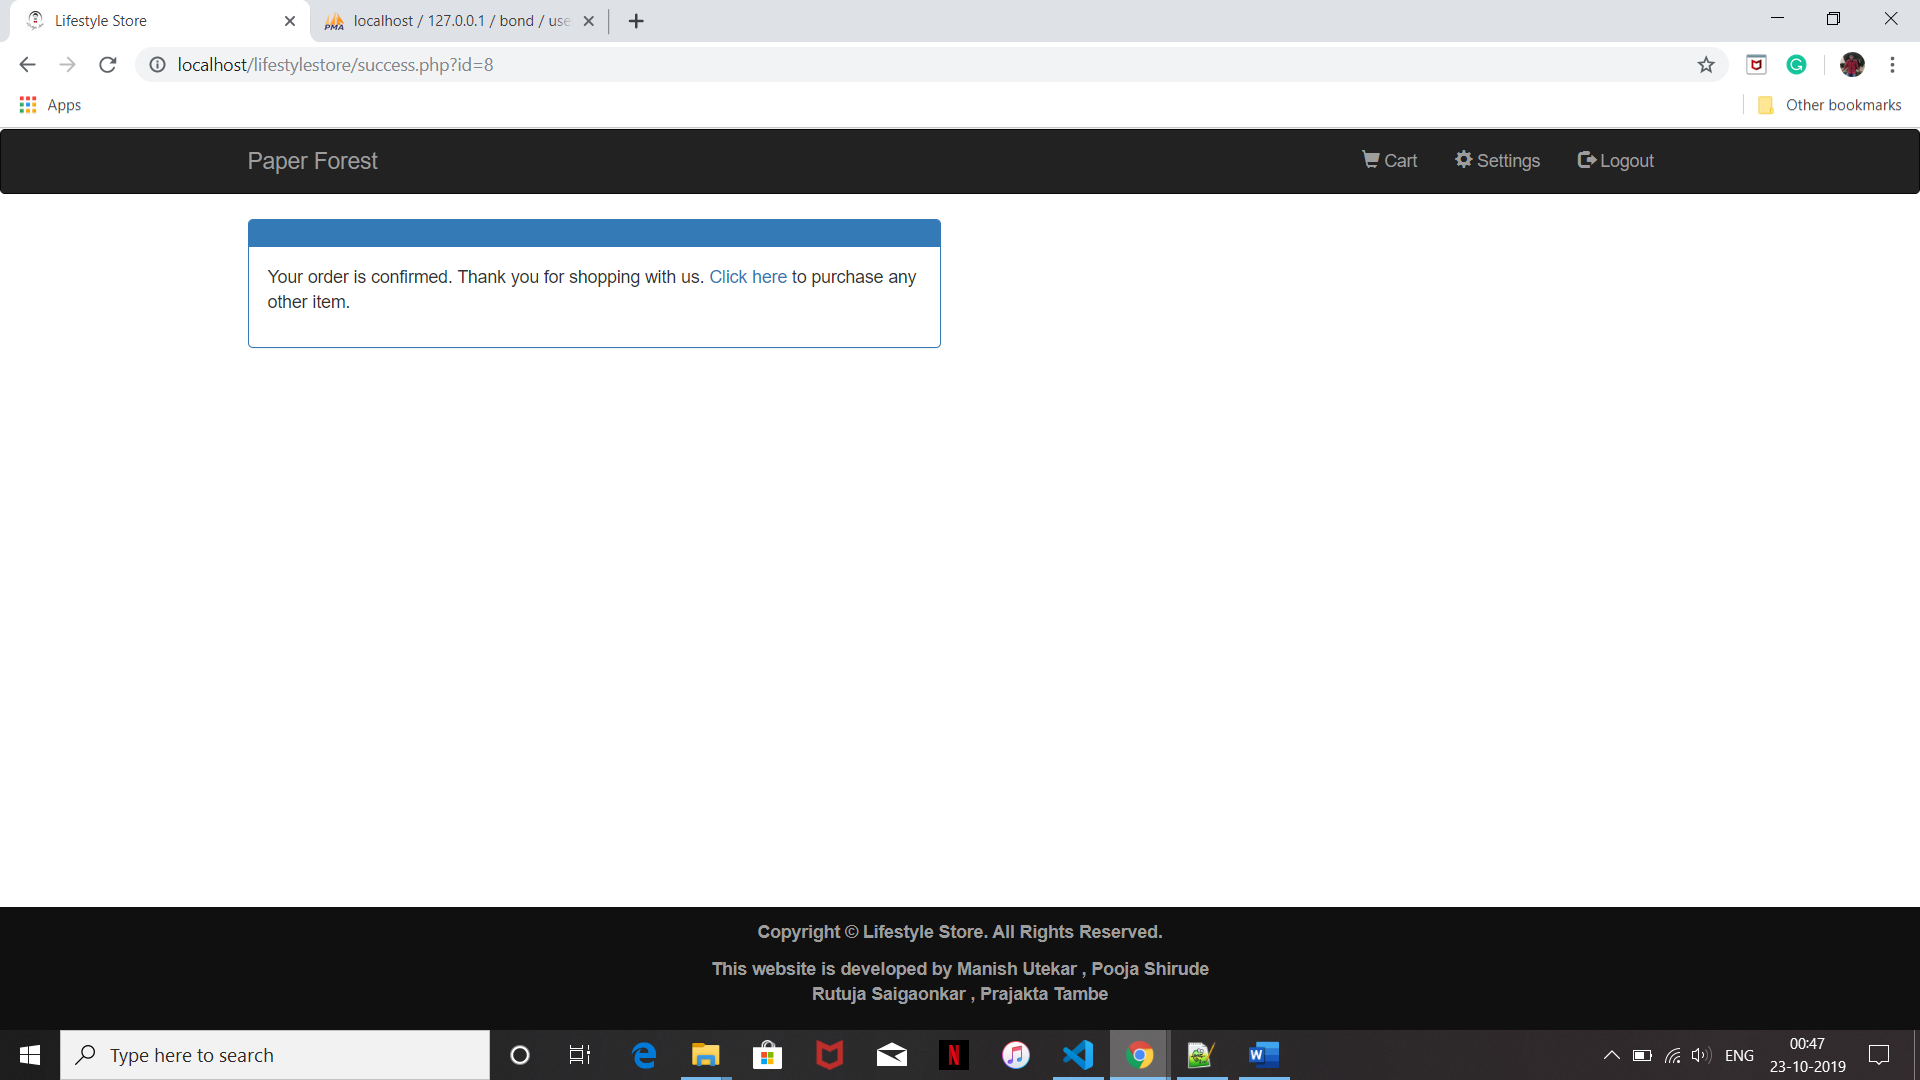 Lifestyle Store
PMA
localhost / 127.0.0.1 / bond / use
localhost/lifestylestore/success.php?id=8
Apps
Other bookmarks
Paper Forest
Cart
Settings
Logout
Your order is confirmed. Thank you for shopping with us. Click here to purchase any
other item.
Copyright © Lifestyle Store. All Rights Reserved.
This website is developed by Manish Utekar , Pooja Shirude
Rutuja Saigaonkar , Prajakta Tambe
Type here to search
ENG
00:47
23-10-2019